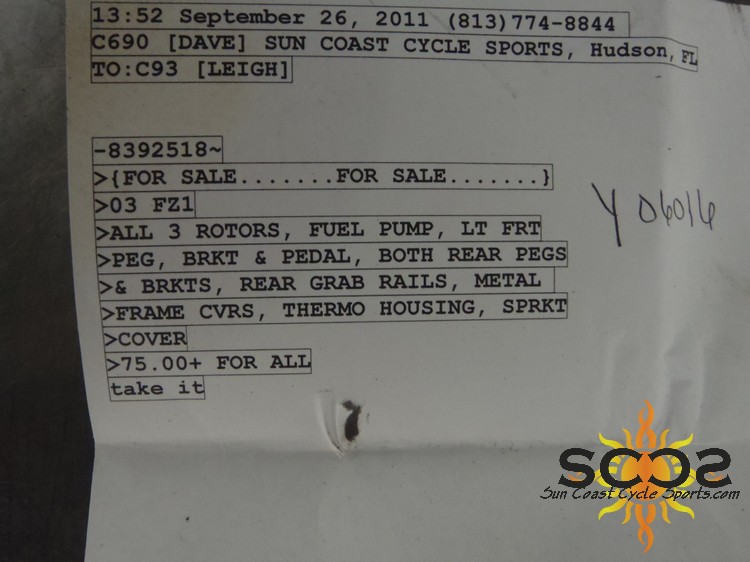 13:52 September 26, 2011 (813)774-8844
C690 [DAVE] SUN COAST CYCLE SPORTS, Hudson, FL
TO:C93 [LEIGH]
-8392518~
>{FOR SALE.......FOR SALE.......}
>03 FZ1
>ALL 3 ROTORS, FUEL PUMP, LT FRT
>PEG, BRKT & PEDAL, BOTH REAR PEGS
>& BRKTS, REAR GRAB RAILS, METAL
>FRAME CVRS, THERMO HOUSING, SPRKT
>COVER
>75.00+ FOR ALL
take it
Y 06016
SCCS
Sun Coast Cycle Sports.com